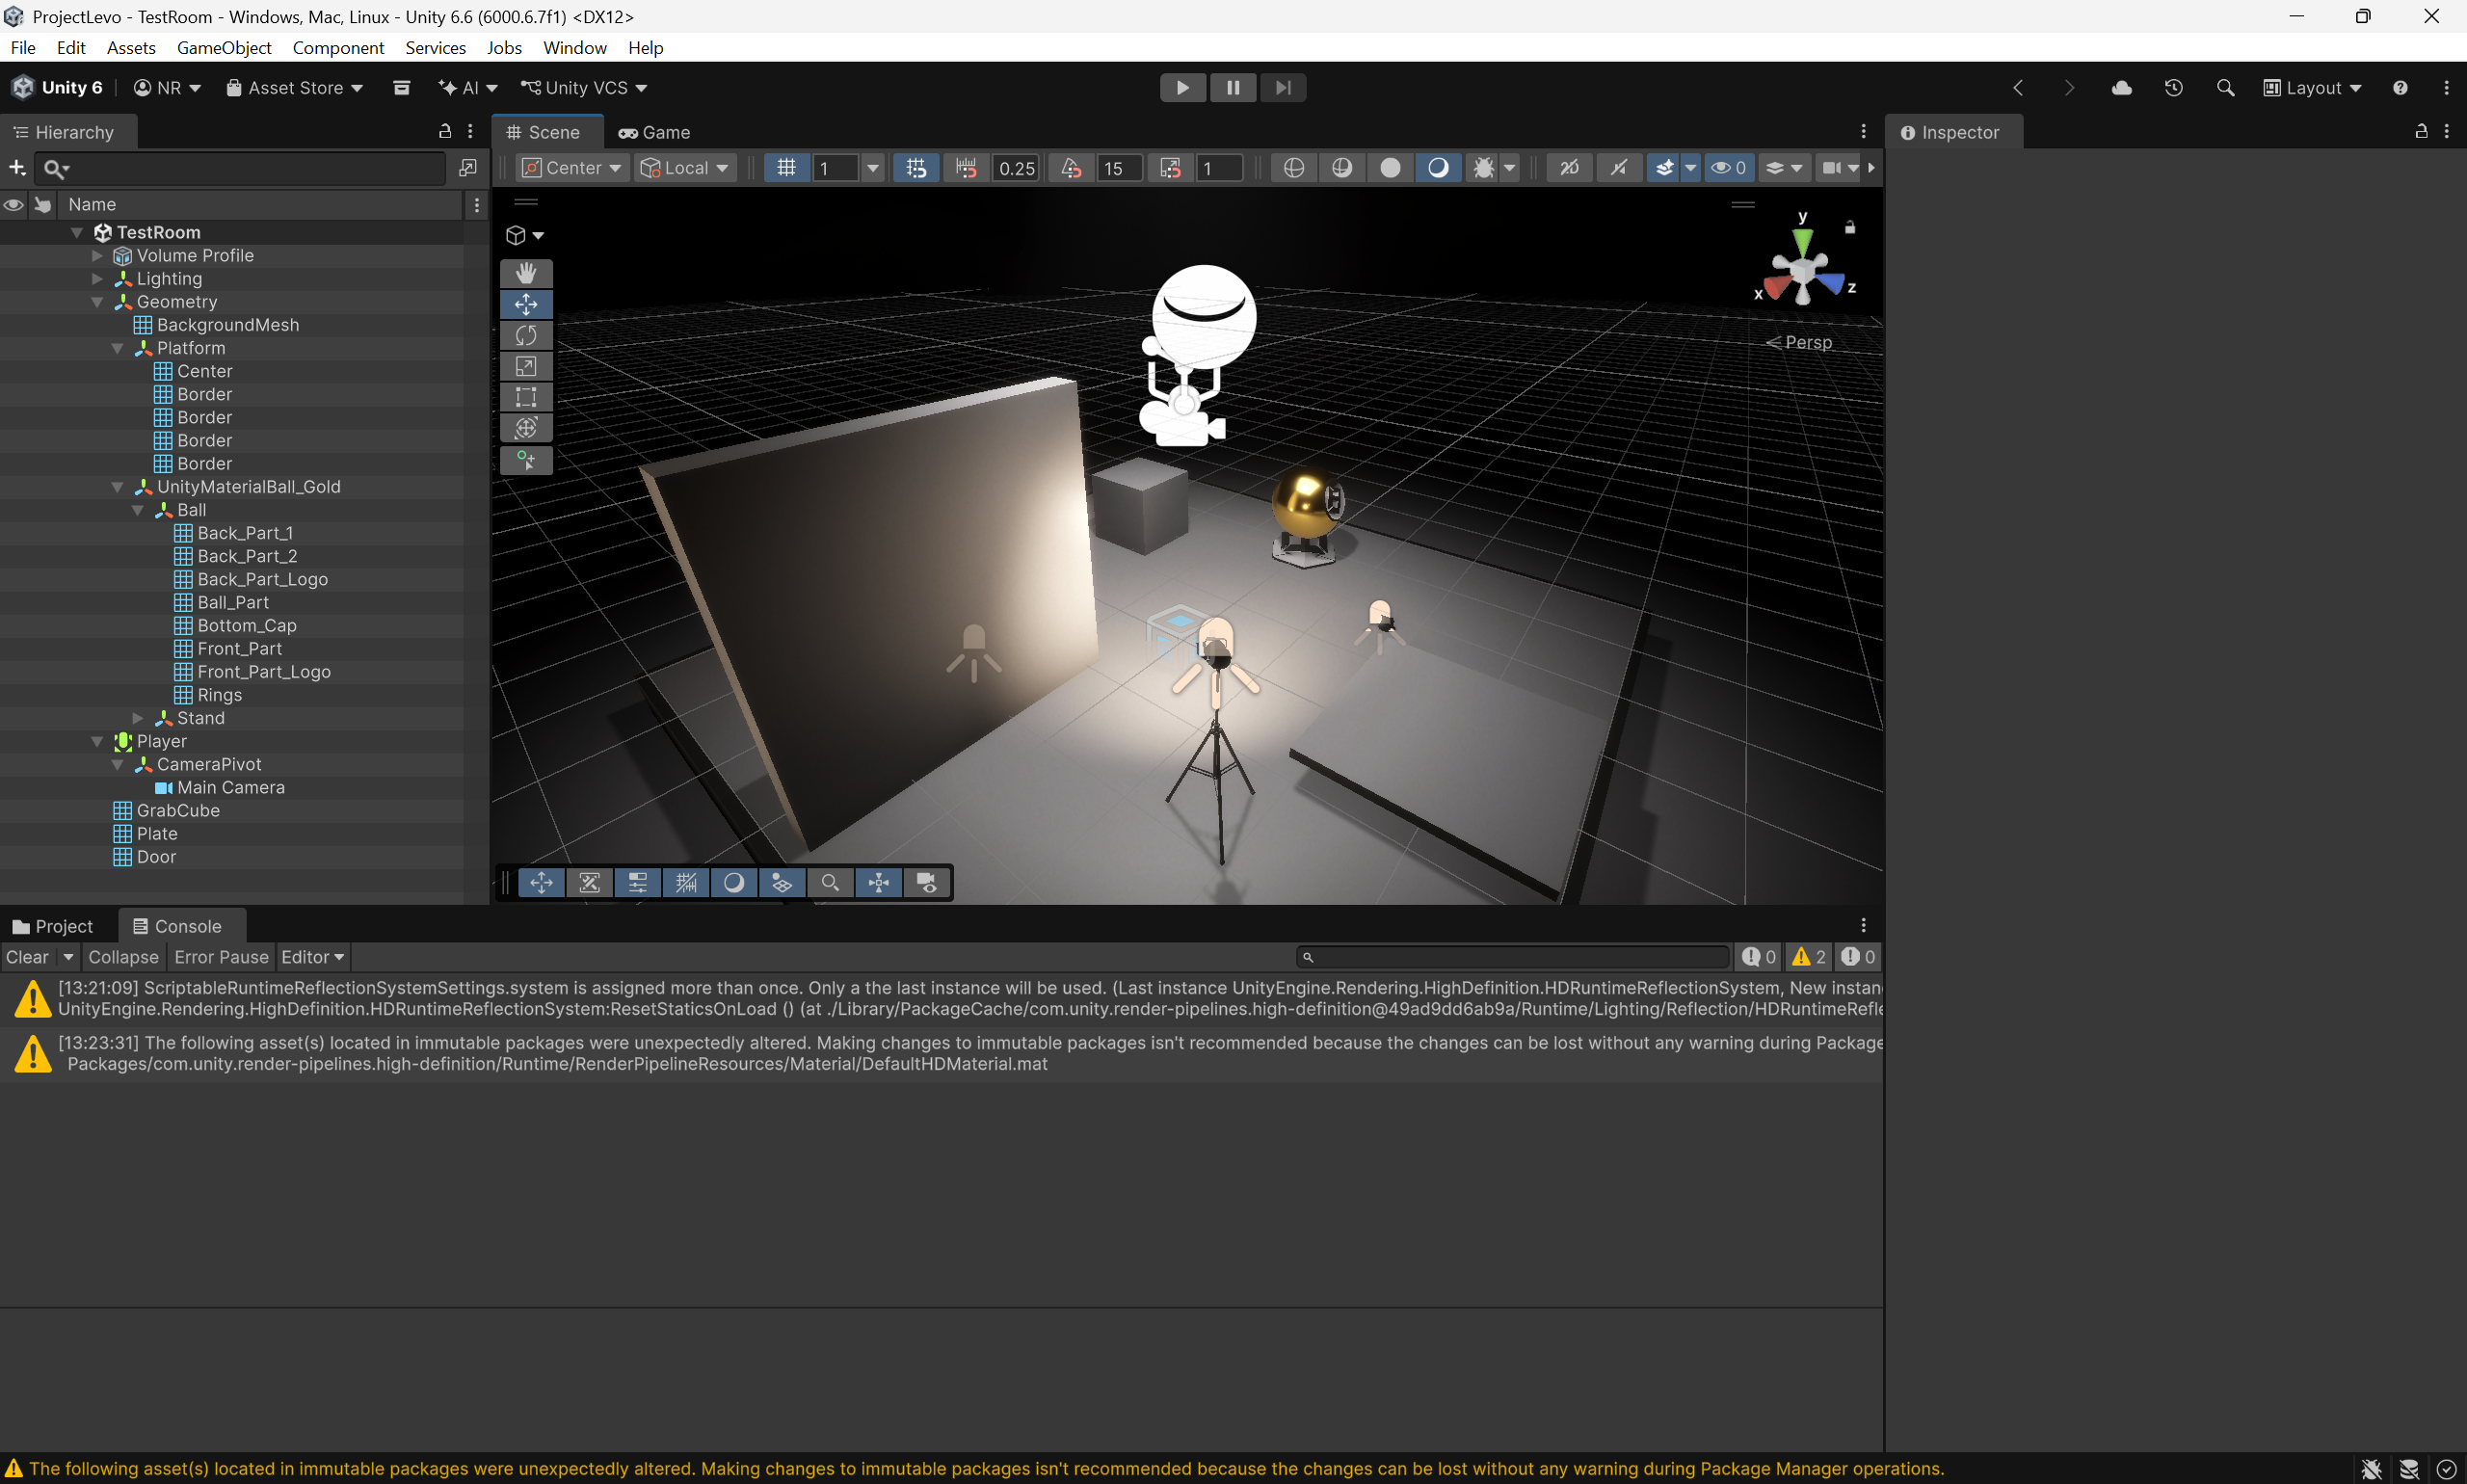 ProjectLevo - TestRoom - Windows, Mac, Linux - Unity 6.6 (6000.6.7f1) <DX12>
File Edit Assets GameObject Component Services Jobs Window Help
Unity 6 NR Asset Store AI Unity VCS Layout
Hierarchy
Scene Game
Inspector
Center Local 1 0.25 15 1 2D 0
Name
TestRoom
Volume Profile
Lighting
Geometry
BackgroundMesh
Platform
Center
Border
Border
Border
Border
UnityMaterialBall_Gold
Ball
Back_Part_1
Back_Part_2
Back_Part_Logo
Ball_Part
Bottom_Cap
Front_Part
Front_Part_Logo
Rings
Stand
Player
CameraPivot
Main Camera
GrabCube
Plate
Door
y
x
z
Persp
Project Console
Clear Collapse Error Pause Editor 0 2 0
[13:21:09] ScriptableRuntimeReflectionSystemSettings.system is assigned more than once. Only a the last instance will be used. (Last instance UnityEngine.Rendering.HighDefinition.HDRuntimeReflectionSystem, New instan
UnityEngine.Rendering.HighDefinition.HDRuntimeReflectionSystem:ResetStaticsOnLoad () (at ./Library/PackageCache/com.unity.render-pipelines.high-definition@49ad9dd6ab9a/Runtime/Lighting/Reflection/HDRuntimeRefle
[13:23:31] The following asset(s) located in immutable packages were unexpectedly altered. Making changes to immutable packages isn't recommended because the changes can be lost without any warning during Package
Packages/com.unity.render-pipelines.high-definition/Runtime/RenderPipelineResources/Material/DefaultHDMaterial.mat
The following asset(s) located in immutable packages were unexpectedly altered. Making changes to immutable packages isn't recommended because the changes can be lost without any warning during Package Manager operations.